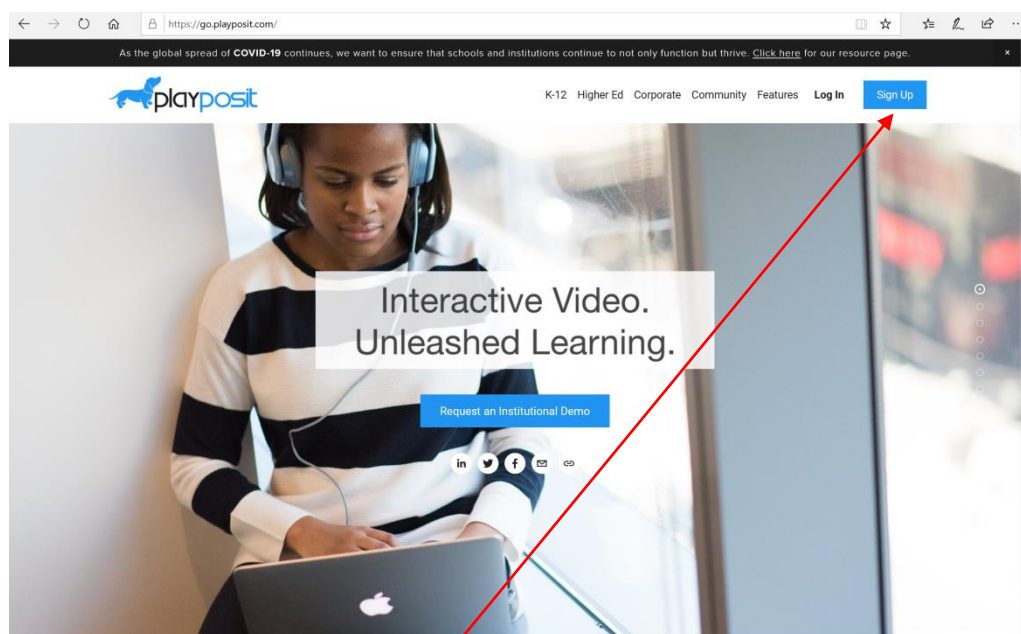 https://go.playposit.com/
As the global spread of COVID-19 continues, we want to ensure that schools and institutions continue to not only function but thrive. Click here for our resource page. ×
playposit
K-12 Higher Ed Corporate Community Features Log In Sign Up
Interactive Video.
Unleashed Learning.
Request an Institutional Demo
in f